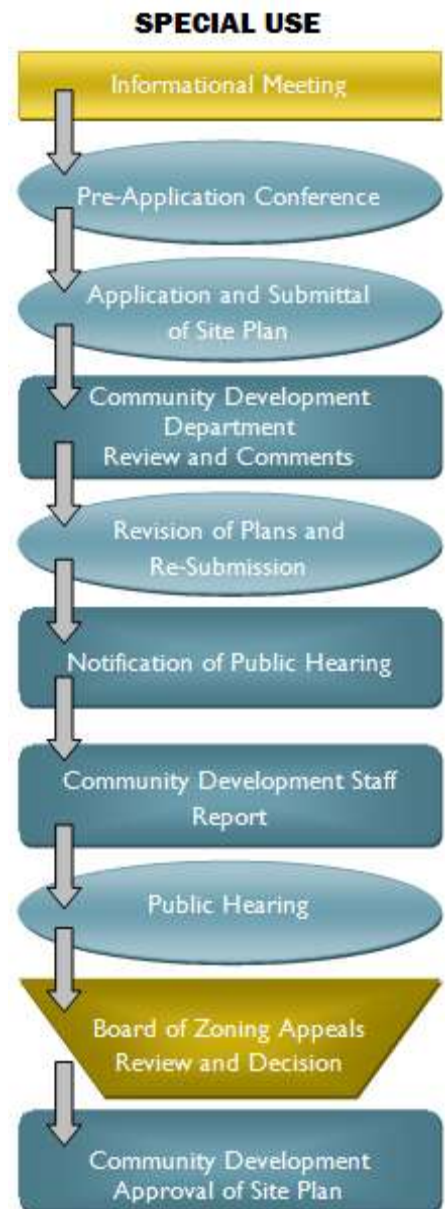 SPECIAL USE
Informational Meeting
Pre-Application Conference
Application and Submittal
of Site Plan
Community Development
Department
Review and Comments
Revision of Plans and
Re-Submission
Notification of Public Hearing
Community Development Staff
Report
Public Hearing
Board of Zoning Appeals
Review and Decision
Community Development
Approval of Site Plan